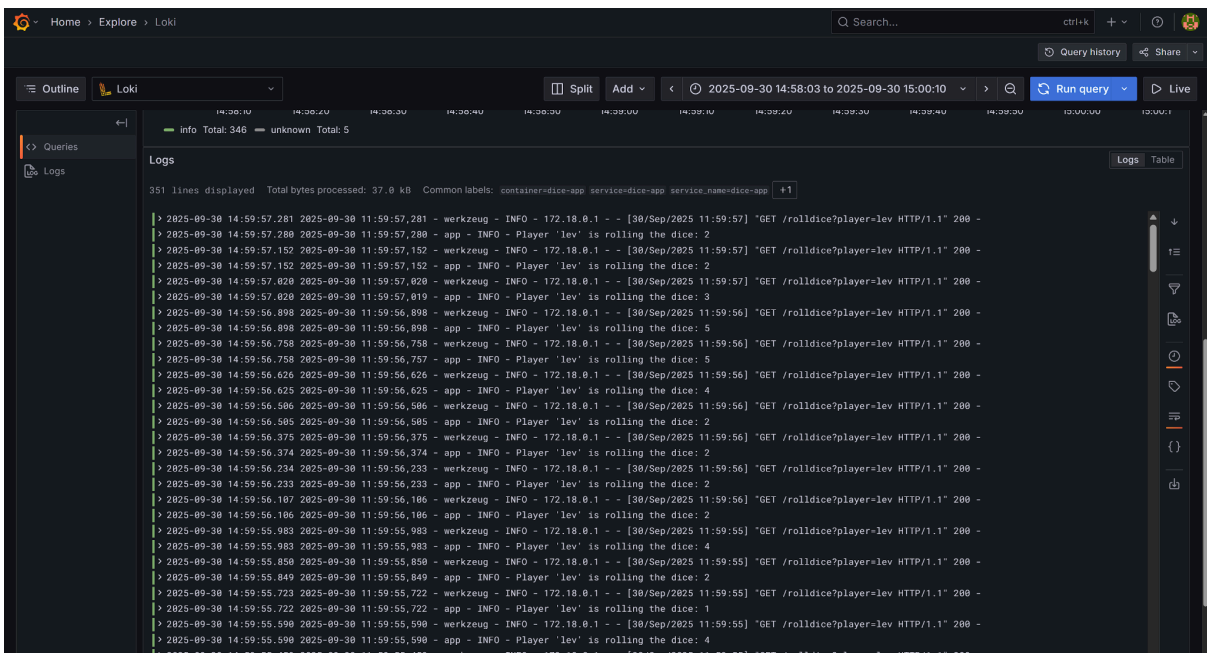 Home › Explore › Loki
Search...
ctrl+k
Query history
Share
Outline
Loki
Split
Add
2025-09-30 14:58:03 to 2025-09-30 15:00:10
Run query
Live
14:58:10 14:58:20 14:58:30 14:58:40 14:58:50 14:59:00 14:59:10 14:59:20 14:59:30 14:59:40 14:59:50 15:00:00 15:00:1
info Total: 346 unknown Total: 5
Queries
Logs
Logs
Logs Table
351 lines displayed Total bytes processed: 37.0 kB Common labels: container=dice-app service=dice-app service_name=dice-app +1
> 2025-09-30 14:59:57.281 2025-09-30 11:59:57,281 - werkzeug - INFO - 172.18.0.1 - - [30/Sep/2025 11:59:57] "GET /rolldice?player=lev HTTP/1.1" 200 -
> 2025-09-30 14:59:57.280 2025-09-30 11:59:57,280 - app - INFO - Player 'lev' is rolling the dice: 2
> 2025-09-30 14:59:57.152 2025-09-30 11:59:57,152 - werkzeug - INFO - 172.18.0.1 - - [30/Sep/2025 11:59:57] "GET /rolldice?player=lev HTTP/1.1" 200 -
> 2025-09-30 14:59:57.152 2025-09-30 11:59:57,152 - app - INFO - Player 'lev' is rolling the dice: 2
> 2025-09-30 14:59:57.020 2025-09-30 11:59:57,020 - werkzeug - INFO - 172.18.0.1 - - [30/Sep/2025 11:59:57] "GET /rolldice?player=lev HTTP/1.1" 200 -
> 2025-09-30 14:59:57.020 2025-09-30 11:59:57,019 - app - INFO - Player 'lev' is rolling the dice: 3
> 2025-09-30 14:59:56.898 2025-09-30 11:59:56,898 - werkzeug - INFO - 172.18.0.1 - - [30/Sep/2025 11:59:56] "GET /rolldice?player=lev HTTP/1.1" 200 -
> 2025-09-30 14:59:56.898 2025-09-30 11:59:56,898 - app - INFO - Player 'lev' is rolling the dice: 5
> 2025-09-30 14:59:56.758 2025-09-30 11:59:56,758 - werkzeug - INFO - 172.18.0.1 - - [30/Sep/2025 11:59:56] "GET /rolldice?player=lev HTTP/1.1" 200 -
> 2025-09-30 14:59:56.758 2025-09-30 11:59:56,757 - app - INFO - Player 'lev' is rolling the dice: 5
> 2025-09-30 14:59:56.626 2025-09-30 11:59:56,626 - werkzeug - INFO - 172.18.0.1 - - [30/Sep/2025 11:59:56] "GET /rolldice?player=lev HTTP/1.1" 200 -
> 2025-09-30 14:59:56.625 2025-09-30 11:59:56,625 - app - INFO - Player 'lev' is rolling the dice: 4
> 2025-09-30 14:59:56.506 2025-09-30 11:59:56,506 - werkzeug - INFO - 172.18.0.1 - - [30/Sep/2025 11:59:56] "GET /rolldice?player=lev HTTP/1.1" 200 -
> 2025-09-30 14:59:56.505 2025-09-30 11:59:56,505 - app - INFO - Player 'lev' is rolling the dice: 2
> 2025-09-30 14:59:56.375 2025-09-30 11:59:56,375 - werkzeug - INFO - 172.18.0.1 - - [30/Sep/2025 11:59:56] "GET /rolldice?player=lev HTTP/1.1" 200 -
> 2025-09-30 14:59:56.374 2025-09-30 11:59:56,374 - app - INFO - Player 'lev' is rolling the dice: 2
> 2025-09-30 14:59:56.234 2025-09-30 11:59:56,233 - werkzeug - INFO - 172.18.0.1 - - [30/Sep/2025 11:59:56] "GET /rolldice?player=lev HTTP/1.1" 200 -
> 2025-09-30 14:59:56.233 2025-09-30 11:59:56,233 - app - INFO - Player 'lev' is rolling the dice: 2
> 2025-09-30 14:59:56.107 2025-09-30 11:59:56,106 - werkzeug - INFO - 172.18.0.1 - - [30/Sep/2025 11:59:56] "GET /rolldice?player=lev HTTP/1.1" 200 -
> 2025-09-30 14:59:56.106 2025-09-30 11:59:56,106 - app - INFO - Player 'lev' is rolling the dice: 2
> 2025-09-30 14:59:55.983 2025-09-30 11:59:55,983 - werkzeug - INFO - 172.18.0.1 - - [30/Sep/2025 11:59:55] "GET /rolldice?player=lev HTTP/1.1" 200 -
> 2025-09-30 14:59:55.983 2025-09-30 11:59:55,983 - app - INFO - Player 'lev' is rolling the dice: 4
> 2025-09-30 14:59:55.850 2025-09-30 11:59:55,850 - werkzeug - INFO - 172.18.0.1 - - [30/Sep/2025 11:59:55] "GET /rolldice?player=lev HTTP/1.1" 200 -
> 2025-09-30 14:59:55.849 2025-09-30 11:59:55,849 - app - INFO - Player 'lev' is rolling the dice: 2
> 2025-09-30 14:59:55.723 2025-09-30 11:59:55,722 - werkzeug - INFO - 172.18.0.1 - - [30/Sep/2025 11:59:55] "GET /rolldice?player=lev HTTP/1.1" 200 -
> 2025-09-30 14:59:55.722 2025-09-30 11:59:55,722 - app - INFO - Player 'lev' is rolling the dice: 1
> 2025-09-30 14:59:55.590 2025-09-30 11:59:55,590 - werkzeug - INFO - 172.18.0.1 - - [30/Sep/2025 11:59:55] "GET /rolldice?player=lev HTTP/1.1" 200 -
> 2025-09-30 14:59:55.590 2025-09-30 11:59:55,590 - app - INFO - Player 'lev' is rolling the dice: 4